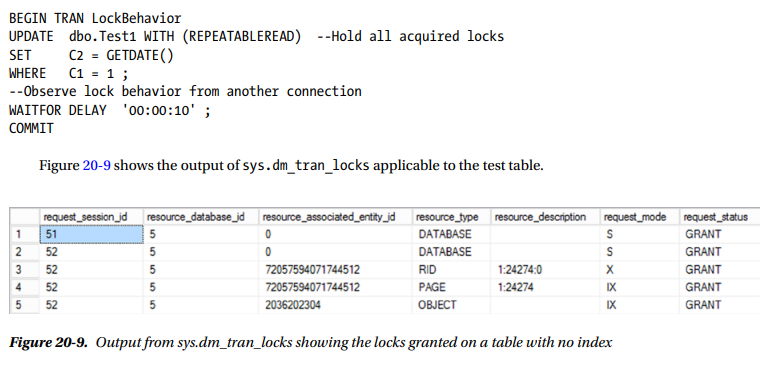 BEGIN TRAN LockBehavior
UPDATE dbo.Test1 WITH (REPEATABLEREAD) --Hold all acquired locks
SET C2 = GETDATE()
WHERE C1 = 1 ;
--Observe lock behavior from another connection
WAITFOR DELAY '00:00:10' ;
COMMIT
Figure 20-9 shows the output of sys.dm_tran_locks applicable to the test table.
request_session_id resource_database_id resource_associated_entity_id resource_type resource_description request_mode request_status
1 51 5 0 DATABASE S GRANT
2 52 5 0 DATABASE S GRANT
3 52 5 72057594071744512 RID 1:24274:0 X GRANT
4 52 5 72057594071744512 PAGE 1:24274 IX GRANT
5 52 5 2036202304 OBJECT IX GRANT
Figure 20-9. Output from sys.dm_tran_locks showing the locks granted on a table with no index